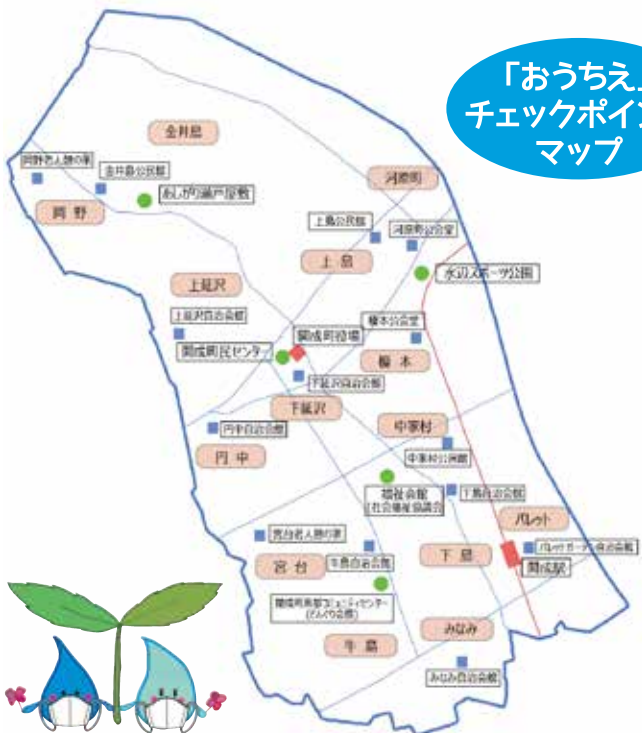 「おうちえ」
チェックポイン
マップ
金井島
岡野老人憩の家
金井島公民館
あしがり瀬戸屋敷
岡野
河原町
上島公民館
河原町公会堂
上島
水辺スポーツ公園
上延沢
上延沢自治会館
榎本公会堂
開成町役場
開成町民センター
榎本
下延沢自治会館
下延沢
円中自治会館
中家村
円中
中家村公民館
福祉会館
(社会福祉協議会)
下島自治会館
パレット
宮台老人憩の家
牛島自治会館
下島
パレットガーデン自治会館
宮台
開成駅
開成町南部コミュニティセンター
(どんぐり会館)
みなみ
牛島
みなみ自治会館